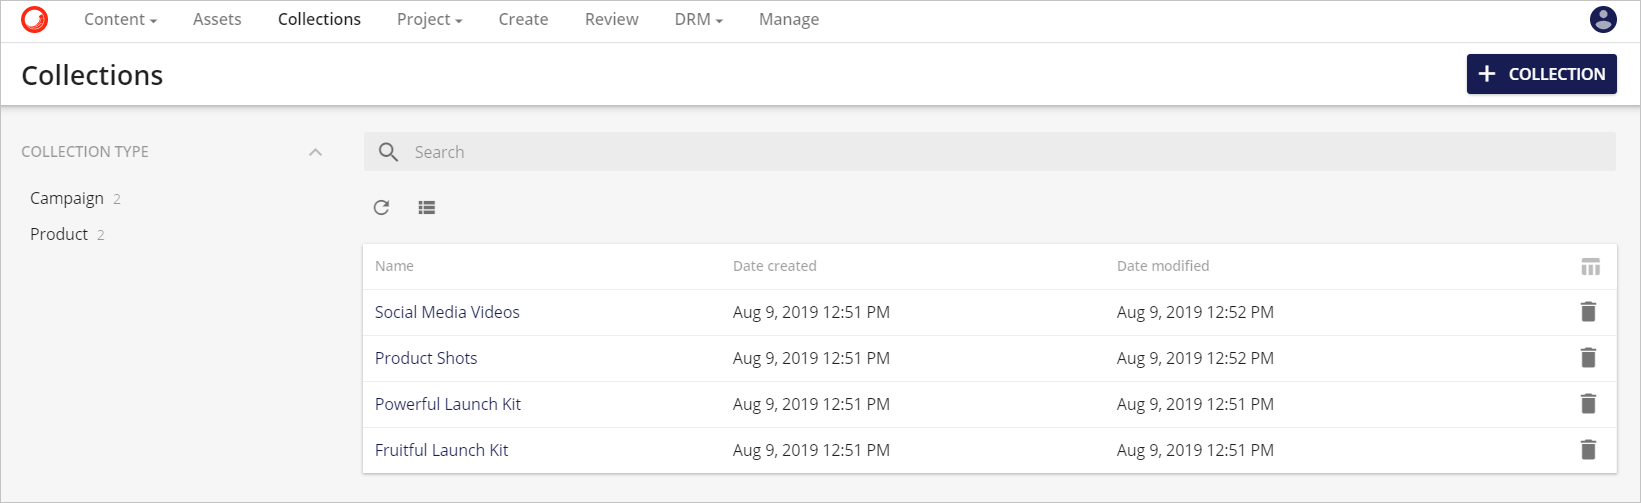 Content Assets Collections Project Create Review DRM Manage
Collections
+ COLLECTION
COLLECTION TYPE
Search
Campaign 2
Product 2
Name Date created Date modified
Social Media Videos Aug 9, 2019 12:51 PM Aug 9, 2019 12:52 PM
Product Shots Aug 9, 2019 12:51 PM Aug 9, 2019 12:52 PM
Powerful Launch Kit Aug 9, 2019 12:51 PM Aug 9, 2019 12:51 PM
Fruitful Launch Kit Aug 9, 2019 12:51 PM Aug 9, 2019 12:51 PM